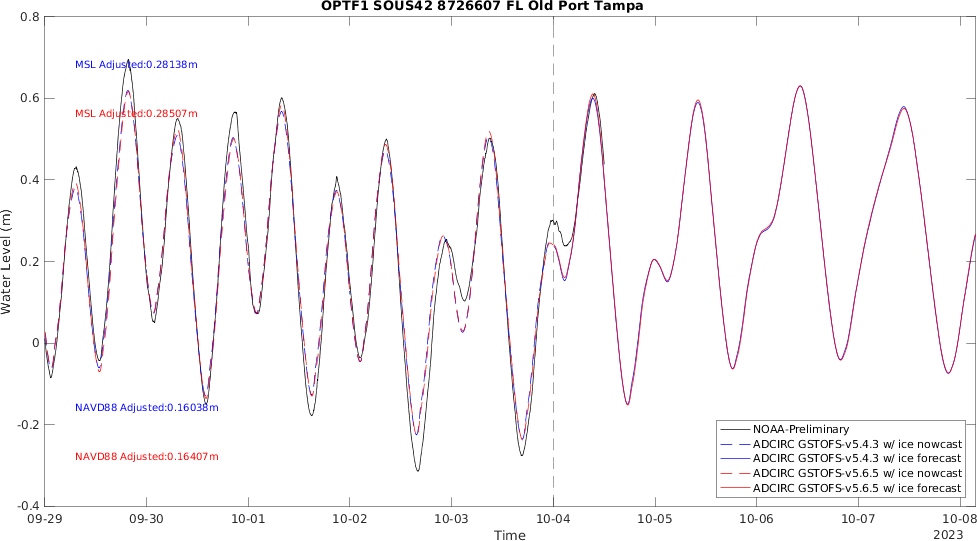 OPTF1 SOUS42 8726607 FL Old Port Tampa
0.8
0.6
0.4
0.2
0
-0.2
-0.4
Water Level (m)
MSL Adjusted:0.28138m
MSL Adjusted:0.28507m
NAVD88 Adjusted:0.16038m
NAVD88 Adjusted:0.16407m
NOAA-Preliminary
ADCIRC GSTOFS-v5.4.3 w/ ice nowcast
ADCIRC GSTOFS-v5.4.3 w/ ice forecast
ADCIRC GSTOFS-v5.6.5 w/ ice nowcast
ADCIRC GSTOFS-v5.6.5 w/ ice forecast
09-29 09-30 10-01 10-02 10-03 10-04 10-05 10-06 10-07 10-08
Time
2023